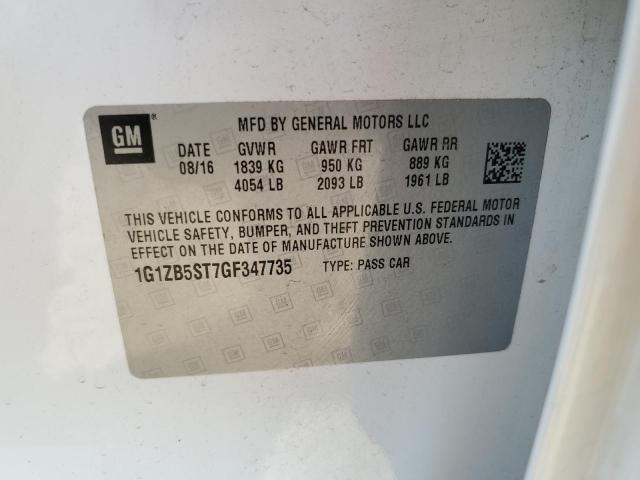 GM
MFD BY GENERAL MOTORS LLC
DATE GVWR GAWR FRT GAWR RR
08/16 1839 KG 950 KG 889 KG
4054 LB 2093 LB 1961 LB
THIS VEHICLE CONFORMS TO ALL APPLICABLE U.S. FEDERAL MOTOR
VEHICLE SAFETY, BUMPER, AND THEFT PREVENTION STANDARDS IN
EFFECT ON THE DATE OF MANUFACTURE SHOWN ABOVE.
1G1ZB5ST7GF347735 TYPE: PASS CAR